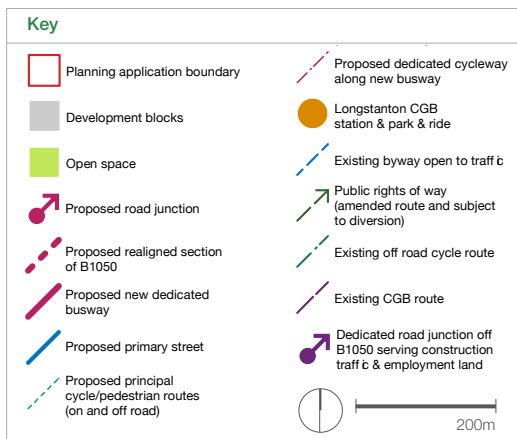 Key
Planning application boundary
Development blocks
Open space
Proposed road junction
Proposed realigned section
of B1050
Proposed new dedicated
busway
Proposed primary street
Proposed principal
cycle/pedestrian routes
(on and off road)
Proposed dedicated cycleway
along new busway
Longstanton CGB
station & park & ride
Existing byway open to traffic
Public rights of way
(amended route and subject
to diversion)
Existing off road cycle route
Existing CGB route
Dedicated road junction off
B1050 serving construction
traffic & employment land
200m